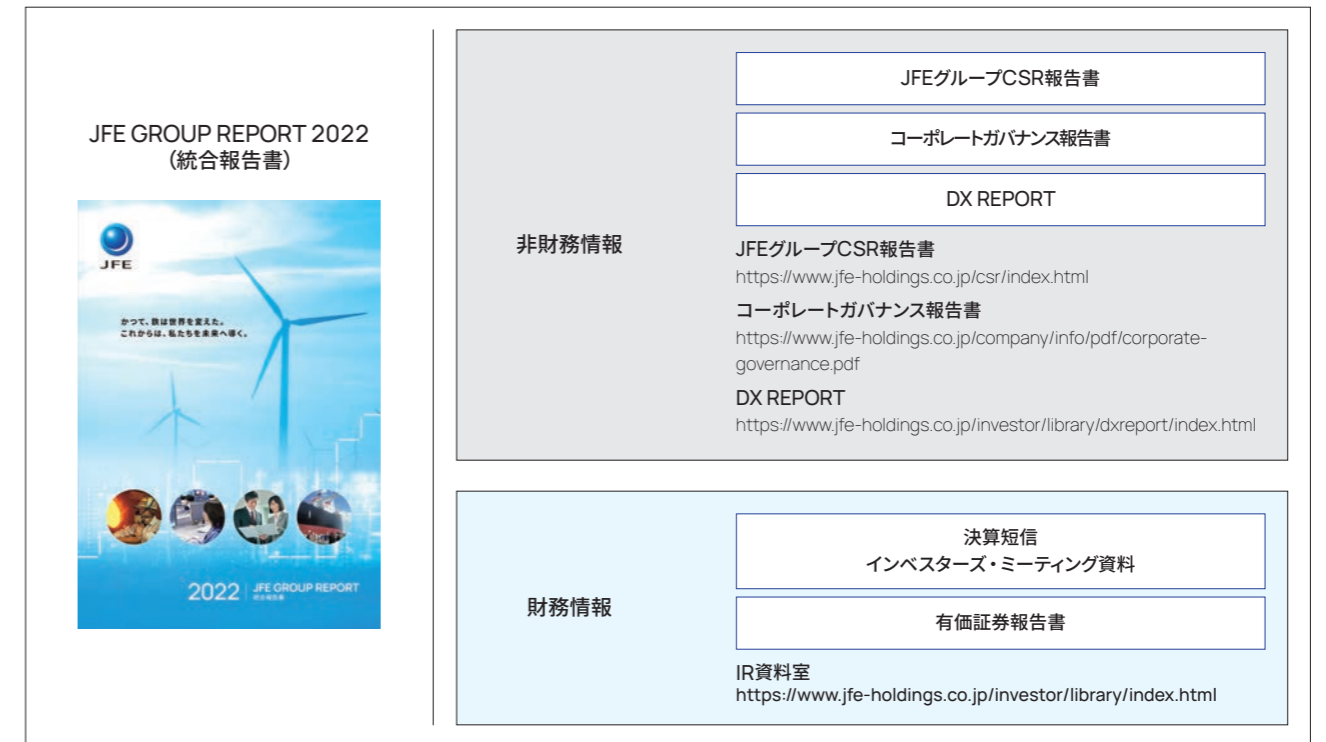 JFE GROUP REPORT 2022
（統合報告書）
JFE
かつて、鉄は世界を変えた。
これからは、私たちを未来へ導く。
2022 JFE GROUP REPORT
統合報告書
非財務情報
JFEグループCSR報告書
コーポレートガバナンス報告書
DX REPORT
JFEグループCSR報告書
https://www.jfe-holdings.co.jp/csr/index.html
コーポレートガバナンス報告書
https://www.jfe-holdings.co.jp/company/info/pdf/corporate-
governance.pdf
DX REPORT
https://www.jfe-holdings.co.jp/investor/library/dxreport/index.html
財務情報
決算短信
インベスターズ・ミーティング資料
有価証券報告書
IR資料室
https://www.jfe-holdings.co.jp/investor/library/index.html